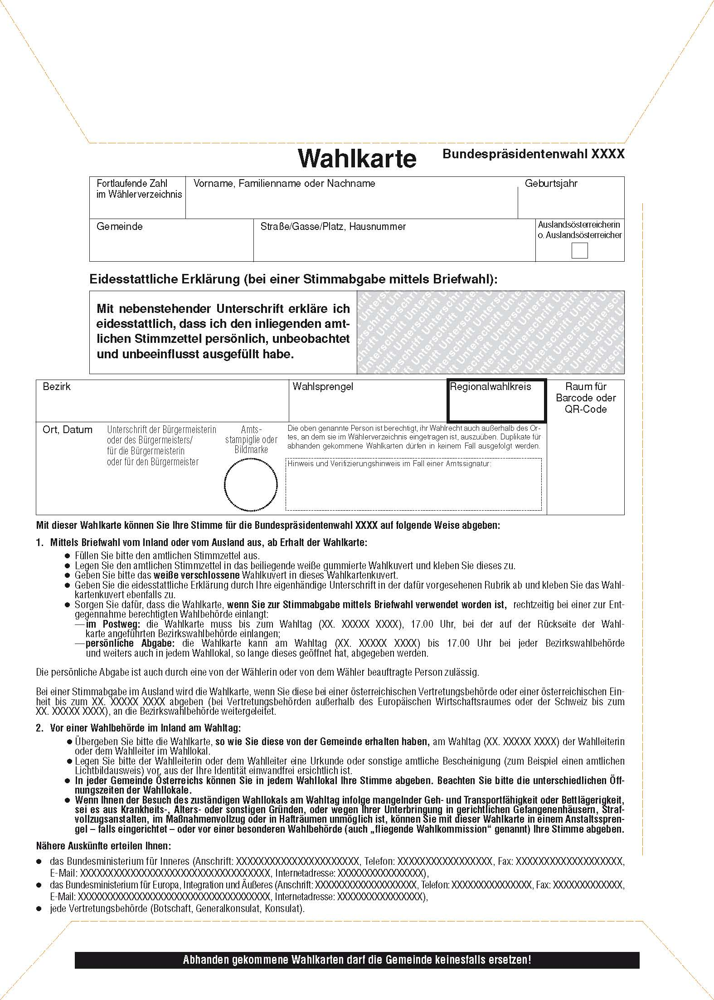 Wahlkarte Bundespräsidentenwahl XXXX
Fortlaufende Zahl
im Wählerverzeichnis
Vorname, Familienname oder Nachname
Geburtsjahr
Gemeinde
Straße/Gasse/Platz, Hausnummer
Auslandsösterreicherin
o. Auslandsösterreicher
Eidesstattliche Erklärung (bei einer Stimmabgabe mittels Briefwahl):
Mit nebenstehender Unterschrift erkläre ich
eidesstattlich, dass ich den inliegenden amt-
lichen Stimmzettel persönlich, unbeobachtet
und unbeeinflusst ausgefüllt habe.
Unterschrift Unterschrift Unterschrift
Bezirk
Wahlsprengel
Regionalwahlkreis
Raum für
Barcode oder
QR-Code
Ort, Datum
Unterschrift der Bürgermeisterin
oder des Bürgermeisters/
für die Bürgermeisterin
oder für den Bürgermeister
Amts-
stampiglie oder
Bildmarke
Die oben genannte Person ist berechtigt, ihr Wahlrecht auch außerhalb des Or-
tes, an dem sie im Wählerverzeichnis eingetragen ist, auszuüben. Duplikate für
abhanden gekommene Wahlkarten dürfen in keinem Fall ausgefolgt werden.
Hinweis und Verifizierungshinweis im Fall einer Amtssignatur:
Mit dieser Wahlkarte können Sie Ihre Stimme für die Bundespräsidentenwahl XXXX auf folgende Weise abgeben:
1. Mittels Briefwahl vom Inland oder vom Ausland aus, ab Erhalt der Wahlkarte:
● Füllen Sie bitte den amtlichen Stimmzettel aus.
● Legen Sie den amtlichen Stimmzettel in das beiliegende weiße gummierte Wahlkuvert und kleben Sie dieses zu.
● Geben Sie bitte das weiße verschlossene Wahlkuvert in dieses Wahlkartenkuvert.
● Geben Sie die eidesstattliche Erklärung durch Ihre eigenhändige Unterschrift in der dafür vorgesehenen Rubrik ab und kleben Sie das Wahl-
kartenkuvert ebenfalls zu.
● Sorgen Sie dafür, dass die Wahlkarte, wenn Sie zur Stimmabgabe mittels Briefwahl verwendet worden ist, rechtzeitig bei einer zur Ent-
gegennahme berechtigten Wahlbehörde einlangt:
—im Postweg: die Wahlkarte muss bis zum Wahltag (XX. XXXXX XXXX), 17.00 Uhr, bei der auf der Rückseite der Wahl-
karte angeführten Bezirkswahlbehörde einlangen;
—persönliche Abgabe: die Wahlkarte kann am Wahltag (XX. XXXXX XXXX) bis 17.00 Uhr bei jeder Bezirkswahlbehörde
und weiters auch in jedem Wahllokal, so lange dieses geöffnet hat, abgegeben werden.
Die persönliche Abgabe ist auch durch eine von der Wählerin oder von dem Wähler beauftragte Person zulässig.
Bei einer Stimmabgabe im Ausland wird die Wahlkarte, wenn Sie diese bei einer österreichischen Vertretungsbehörde oder einer österreichischen Ein-
heit bis zum XX. XXXXX XXXX abgeben (bei Vertretungsbehörden außerhalb des Europäischen Wirtschaftsraumes oder der Schweiz bis zum
XX. XXXXX XXXX), an die Bezirkswahlbehörde weitergeleitet.
2. Vor einer Wahlbehörde im Inland am Wahltag:
● Übergeben Sie bitte die Wahlkarte, so wie Sie diese von der Gemeinde erhalten haben, am Wahltag (XX. XXXXX XXXX) der Wahlleiterin
oder dem Wahlleiter im Wahllokal.
● Legen Sie bitte der Wahlleiterin oder dem Wahlleiter eine Urkunde oder sonstige amtliche Bescheinigung (zum Beispiel einen amtlichen
Lichtbildausweis) vor, aus der Ihre Identität einwandfrei ersichtlich ist.
● In jeder Gemeinde Österreichs können Sie in jedem Wahllokal Ihre Stimme abgeben. Beachten Sie bitte die unterschiedlichen Öff-
nungszeiten der Wahllokale.
● Wenn Ihnen der Besuch des zuständigen Wahllokals am Wahltag infolge mangelnder Geh- und Transportfähigkeit oder Bettlägerigkeit,
sei es aus Krankheits-, Alters- oder sonstigen Gründen, oder wegen Ihrer Unterbringung in gerichtlichen Gefangenenhäusern, Straf-
vollzugsanstalten, im Maßnahmenvollzug oder in Hafträumen unmöglich ist, können Sie mit dieser Wahlkarte in einem Anstaltsspren-
gel – falls eingerichtet – oder vor einer besonderen Wahlbehörde (auch „fliegende Wahlkommission“ genannt) Ihre Stimme abgeben.
Nähere Auskünfte erteilen Ihnen:
● das Bundesministerium für Inneres (Anschrift: XXXXXXXXXXXXXXXXXXXXXX, Telefon: XXXXXXXXXXXXXXXXX, Fax: XXXXXXXXXXXXXXXXXXX,
E-Mail: XXXXXXXXXXXXXXXXXXXXXXXXXXXXXXXXXX, Internetadresse: XXXXXXXXXXXXXXXX),
● das Bundesministerium für Europa, Integration und Äußeres (Anschrift: XXXXXXXXXXXXXXXXXXX, Telefon: XXXXXXXXXXXXXXX, Fax: XXXXXXXXXXXXX,
E-Mail: XXXXXXXXXXXXXXXXXXXXXXXXXXXXXXXXXXXX, Internetadresse: XXXXXXXXXXXXXXXX),
● jede Vertretungsbehörde (Botschaft, Generalkonsulat, Konsulat).
Abhanden gekommene Wahlkarten darf die Gemeinde keinesfalls ersetzen!